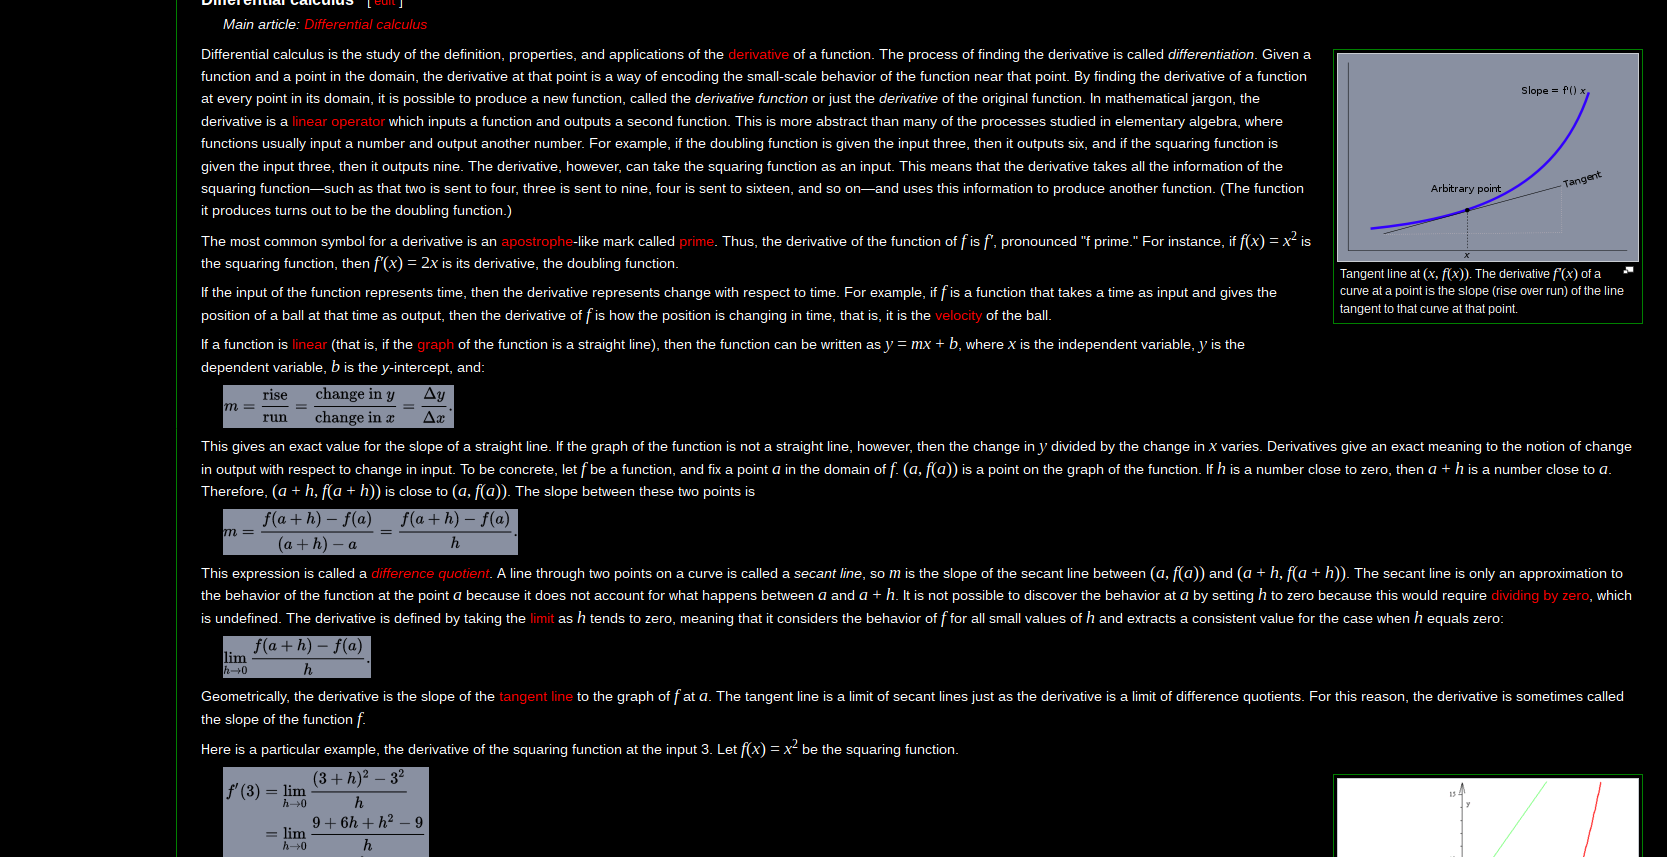 Differential calculus [ edit ]
Main article: Differential calculus
Differential calculus is the study of the definition, properties, and applications of the derivative of a function. The process of finding the derivative is called differentiation. Given a
function and a point in the domain, the derivative at that point is a way of encoding the small-scale behavior of the function near that point. By finding the derivative of a function
at every point in its domain, it is possible to produce a new function, called the derivative function or just the derivative of the original function. In mathematical jargon, the
derivative is a linear operator which inputs a function and outputs a second function. This is more abstract than many of the processes studied in elementary algebra, where
functions usually input a number and output another number. For example, if the doubling function is given the input three, then it outputs six, and if the squaring function is
given the input three, then it outputs nine. The derivative, however, can take the squaring function as an input. This means that the derivative takes all the information of the
squaring function—such as that two is sent to four, three is sent to nine, four is sent to sixteen, and so on—and uses this information to produce another function. (The function
it produces turns out to be the doubling function.)
The most common symbol for a derivative is an apostrophe-like mark called prime. Thus, the derivative of the function of f is f′, pronounced "f prime." For instance, if f(x) = x² is
the squaring function, then f′(x) = 2x is its derivative, the doubling function.
If the input of the function represents time, then the derivative represents change with respect to time. For example, if f is a function that takes a time as input and gives the
position of a ball at that time as output, then the derivative of f is how the position is changing in time, that is, it is the velocity of the ball.
If a function is linear (that is, if the graph of the function is a straight line), then the function can be written as y = mx + b, where x is the independent variable, y is the
dependent variable, b is the y-intercept, and:
m = rise/run = change in y/change in x = Δy/Δx.
This gives an exact value for the slope of a straight line. If the graph of the function is not a straight line, however, then the change in y divided by the change in x varies. Derivatives give an exact meaning to the notion of change
in output with respect to change in input. To be concrete, let f be a function, and fix a point a in the domain of f. (a, f(a)) is a point on the graph of the function. If h is a number close to zero, then a + h is a number close to a.
Therefore, (a + h, f(a + h)) is close to (a, f(a)). The slope between these two points is
m = (f(a + h) − f(a))/((a + h) − a) = (f(a + h) − f(a))/h.
This expression is called a difference quotient. A line through two points on a curve is called a secant line, so m is the slope of the secant line between (a, f(a)) and (a + h, f(a + h)). The secant line is only an approximation to
the behavior of the function at the point a because it does not account for what happens between a and a + h. It is not possible to discover the behavior at a by setting h to zero because this would require dividing by zero, which
is undefined. The derivative is defined by taking the limit as h tends to zero, meaning that it considers the behavior of f for all small values of h and extracts a consistent value for the case when h equals zero:
lim h→0 (f(a + h) − f(a))/h.
Geometrically, the derivative is the slope of the tangent line to the graph of f at a. The tangent line is a limit of secant lines just as the derivative is a limit of difference quotients. For this reason, the derivative is sometimes called
the slope of the function f.
Here is a particular example, the derivative of the squaring function at the input 3. Let f(x) = x² be the squaring function.
f′(3) = lim h→0 ((3 + h)² − 3²)/h
= lim h→0 (9 + 6h + h² − 9)/h
Slope = f'() x
Arbitrary point
Tangent
x
Tangent line at (x, f(x)). The derivative f′(x) of a
curve at a point is the slope (rise over run) of the line
tangent to that curve at that point.
15
y